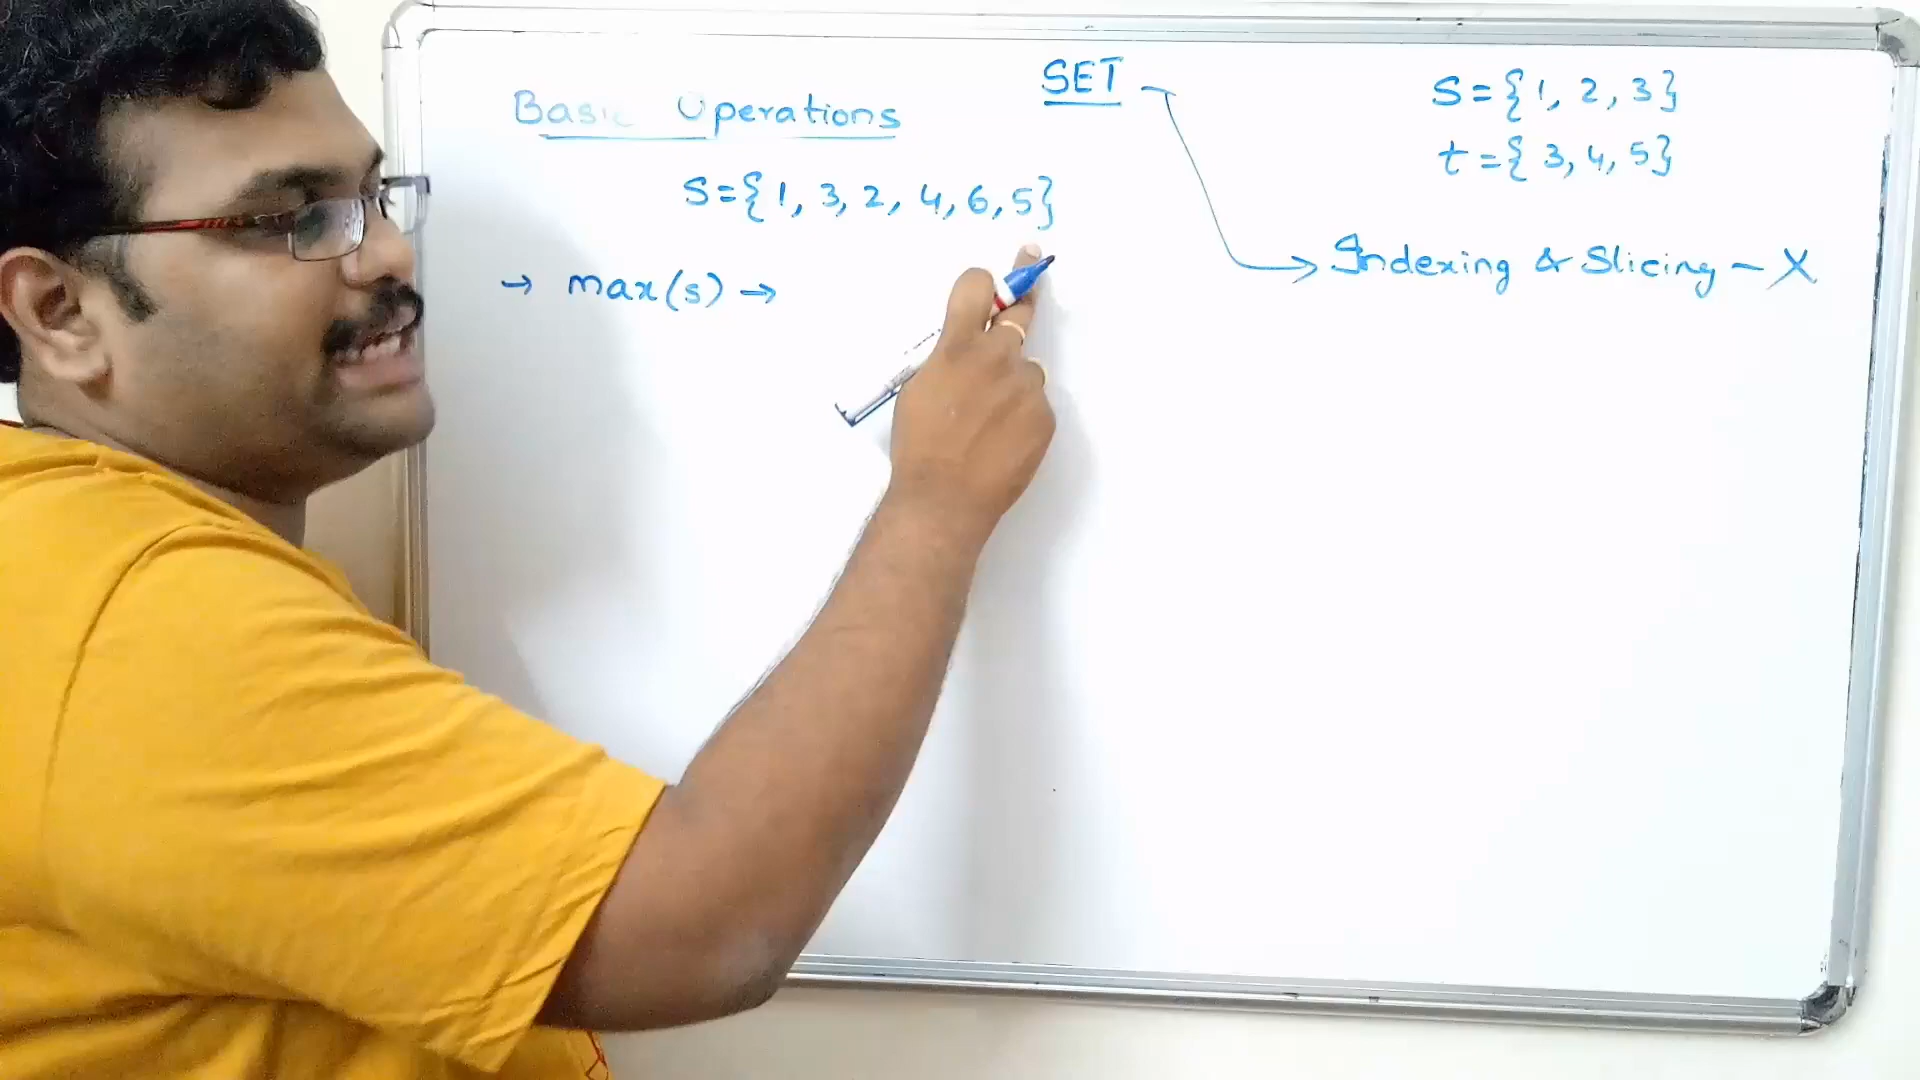 SET
Basic Operations
S={1, 3, 2, 4, 6, 5}
→ max(s) →
S={1, 2, 3}
t={3, 4, 5}
Indexing & Slicing - X